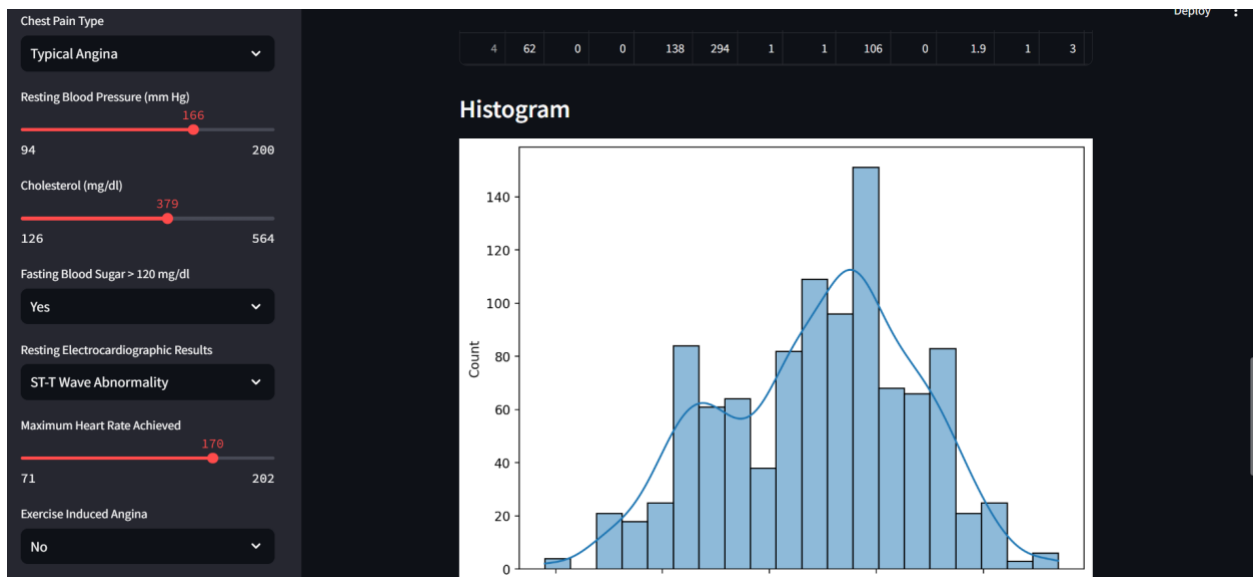 Deploy
Chest Pain Type
Typical Angina
Resting Blood Pressure (mm Hg)
166
94 200
Cholesterol (mg/dl)
379
126 564
Fasting Blood Sugar > 120 mg/dl
Yes
Resting Electrocardiographic Results
ST-T Wave Abnormality
Maximum Heart Rate Achieved
170
71 202
Exercise Induced Angina
No
4 62 0 0 138 294 1 1 106 0 1.9 1 3
Histogram
Count
140
120
100
80
60
40
20
0